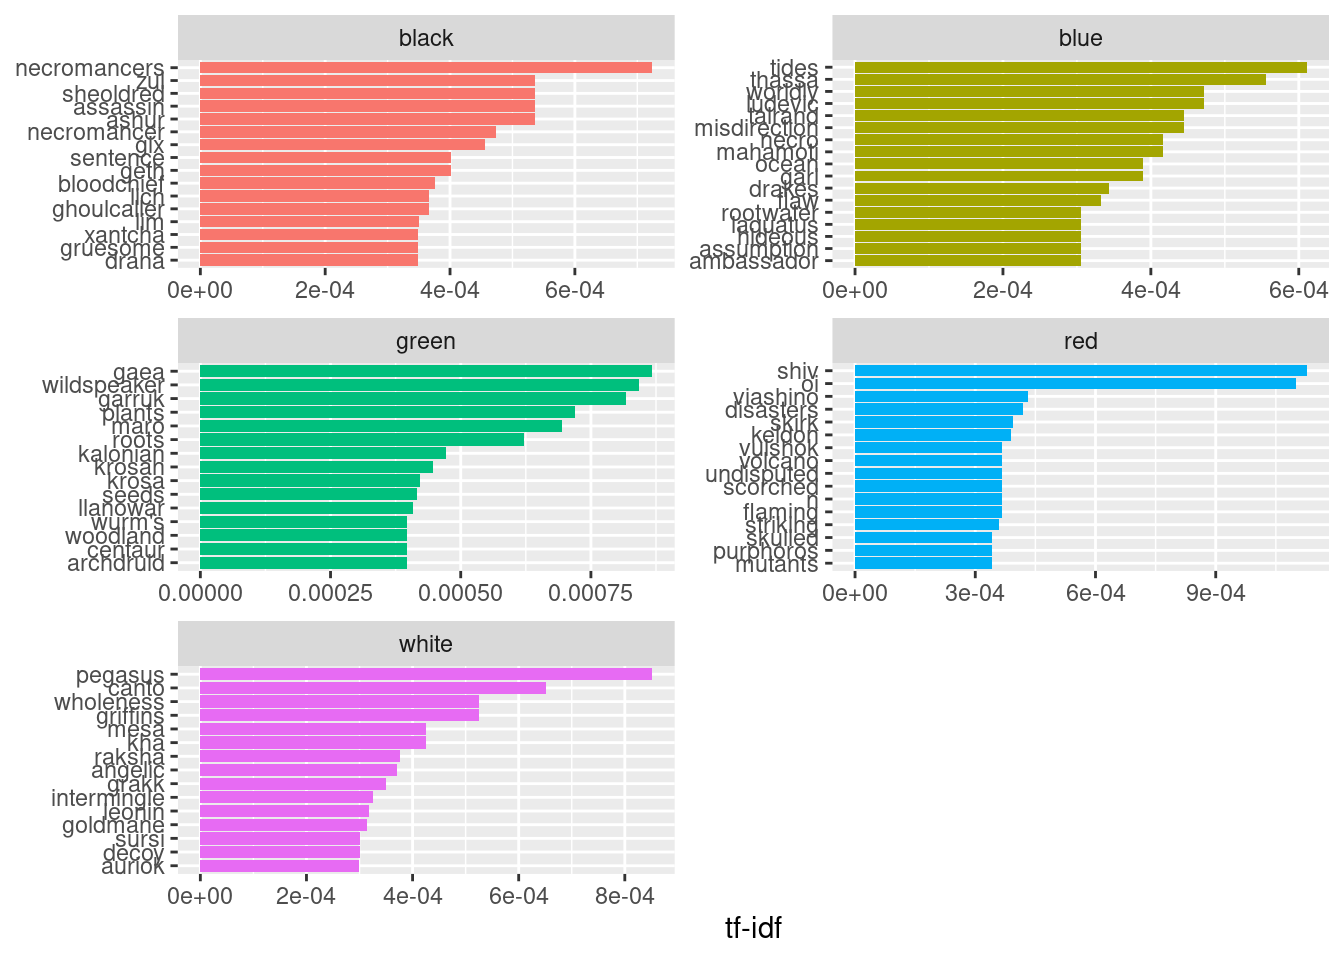 black
necromancers
zul
sheoldred
assassin
ashur
necromancer
gix
sentence
geth
bloodchief
lich
ghoulcaller
lim
xantcha
gruesome
drana
0e+00 2e-04 4e-04 6e-04
blue
tides
thassa
worldly
ludevic
talrand
misdirection
necro
mahamoti
ocean
garl
drakes
flaw
rootwater
laquatus
hideous
assumption
ambassador
0e+00 2e-04 4e-04 6e-04
green
gaea
wildspeaker
garruk
plants
maro
roots
kalonian
krosan
krosa
seeds
llanowar
wurm's
woodland
centaur
archdruid
0.00000 0.00025 0.00050 0.00075
red
shiv
oi
viashino
disasters
skirk
keldon
vulshok
volcano
undisputed
scorched
n
flaming
striking
skulled
purphoros
mutants
0e+00 3e-04 6e-04 9e-04
white
pegasus
canto
wholeness
griffins
mesa
kha
raksha
angelic
grakk
intermingle
leonin
goldmane
sursi
decoy
auriok
0e+00 2e-04 4e-04 6e-04 8e-04
tf-idf